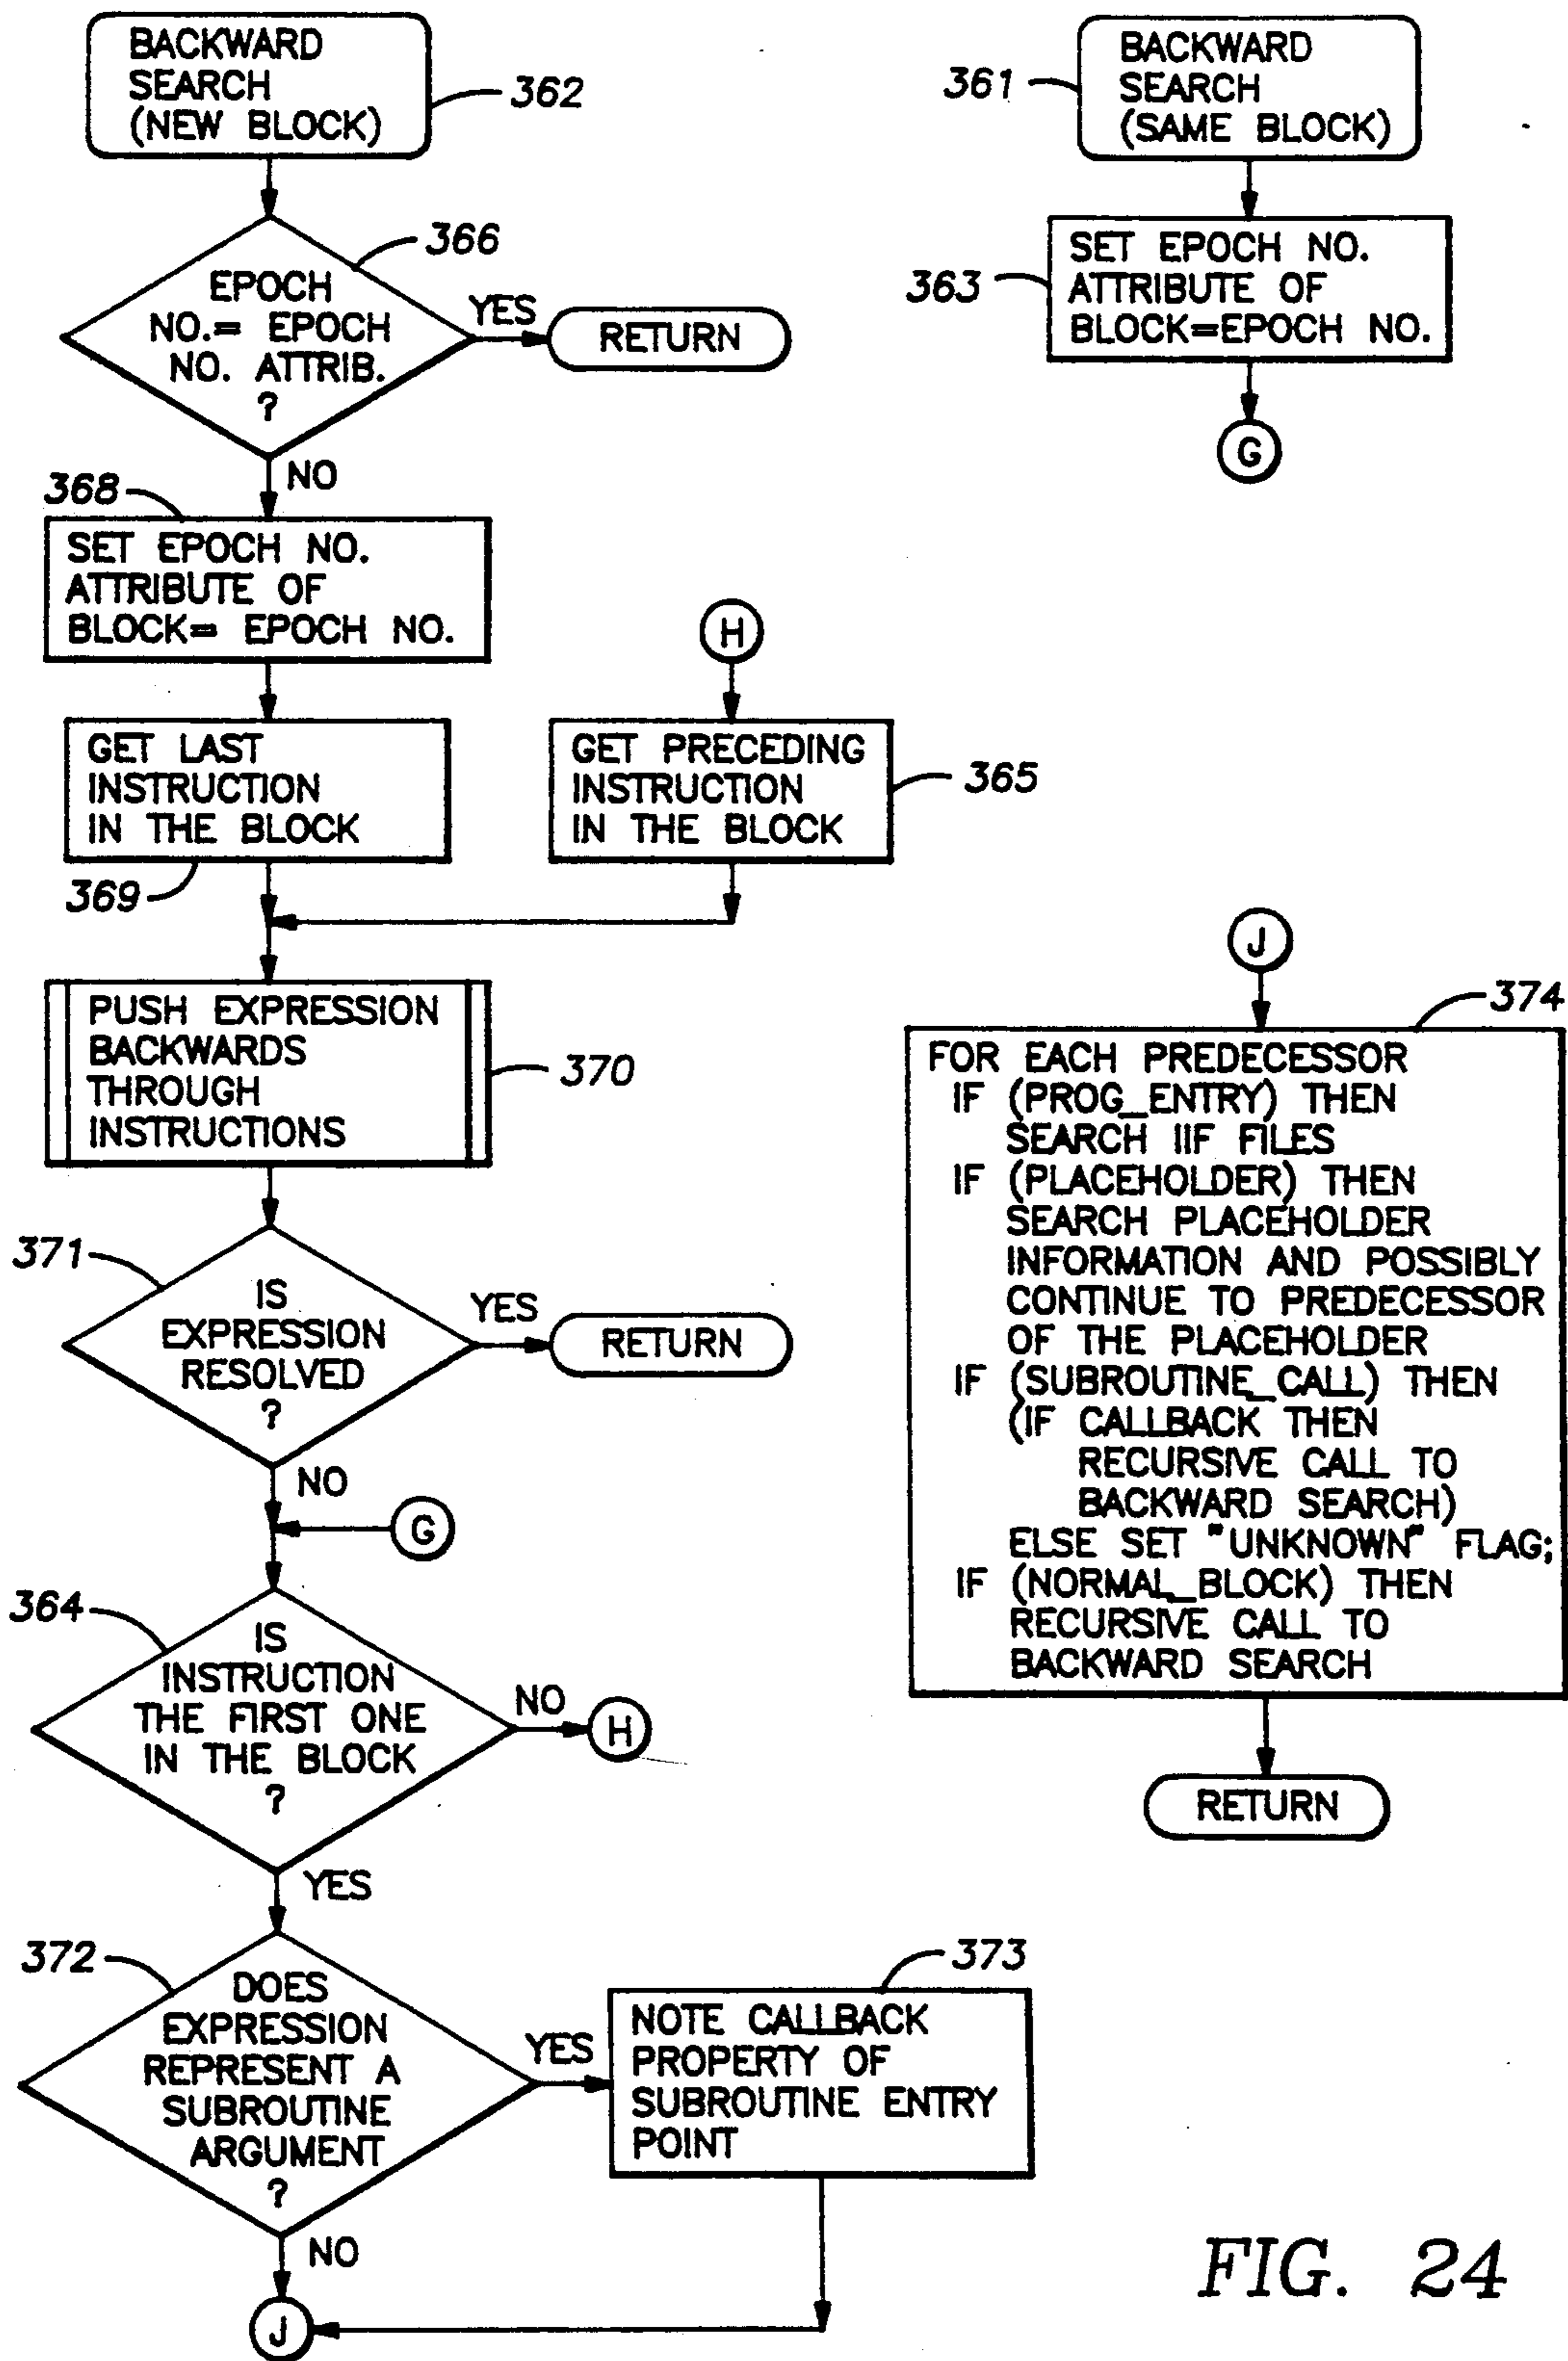 BACKWARD
SEARCH
(NEW BLOCK)
362
366
EPOCH
NO.= EPOCH
NO. ATTRIB.
?
YES
RETURN
NO
368
SET EPOCH NO.
ATTRIBUTE OF
BLOCK= EPOCH NO.
GET LAST
INSTRUCTION
IN THE BLOCK
369
H
GET PRECEDING
INSTRUCTION
IN THE BLOCK
365
PUSH EXPRESSION
BACKWARDS
THROUGH
INSTRUCTIONS
370
371
IS
EXPRESSION
RESOLVED
?
YES
RETURN
NO
G
364
IS
INSTRUCTION
THE FIRST ONE
IN THE BLOCK
?
NO
H
YES
372
DOES
EXPRESSION
REPRESENT A
SUBROUTINE
ARGUMENT
?
YES
373
NOTE CALLBACK
PROPERTY OF
SUBROUTINE ENTRY
POINT
NO
J
361
BACKWARD
SEARCH
(SAME BLOCK)
363
SET EPOCH NO.
ATTRIBUTE OF
BLOCK=EPOCH NO.
G
J
374
FOR EACH PREDECESSOR
IF (PROG_ENTRY) THEN
SEARCH IIF FILES
IF (PLACEHOLDER) THEN
SEARCH PLACEHOLDER
INFORMATION AND POSSIBLY
CONTINUE TO PREDECESSOR
OF THE PLACEHOLDER
IF (SUBROUTINE_CALL) THEN
(IF CALLBACK THEN
RECURSIVE CALL TO
BACKWARD SEARCH)
ELSE SET "UNKNOWN" FLAG;
IF (NORMAL_BLOCK) THEN
RECURSIVE CALL TO
BACKWARD SEARCH
RETURN
FIG. 24